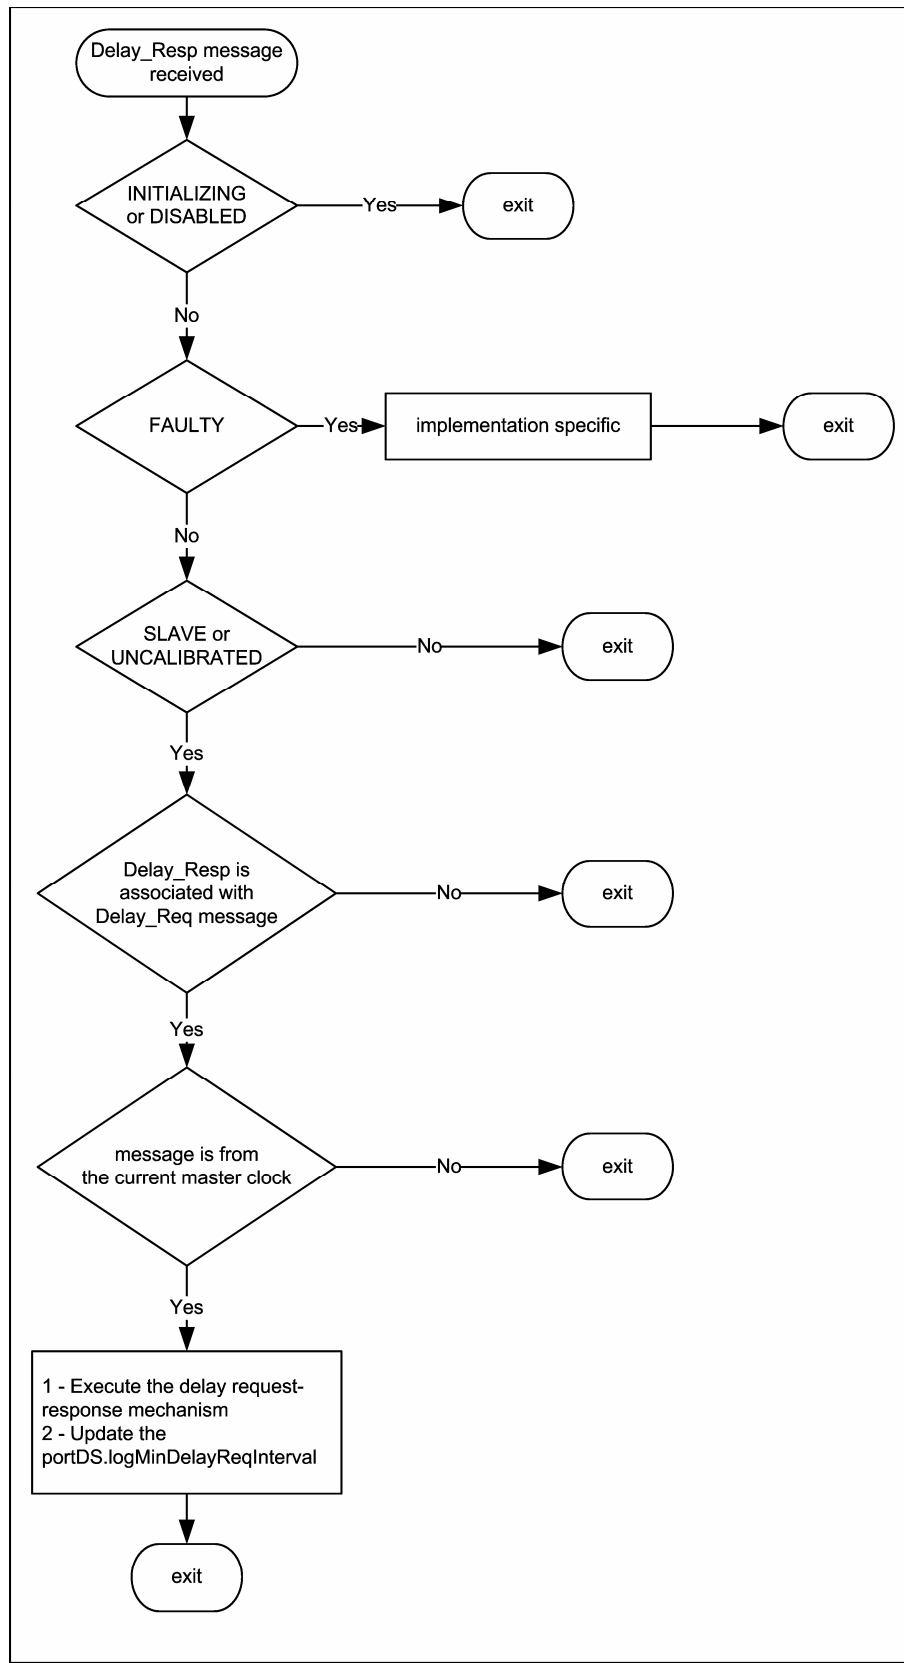 Delay_Resp message
received
INITIALIZING
or DISABLED
Yes
exit
No
FAULTY
Yes
implementation specific
exit
No
SLAVE or
UNCALIBRATED
No
exit
Yes
Delay_Resp is
associated with
Delay_Req message
No
exit
Yes
message is from
the current master clock
No
exit
Yes
1 - Execute the delay request-
response mechanism
2 - Update the
portDS.logMinDelayReqInterval
exit